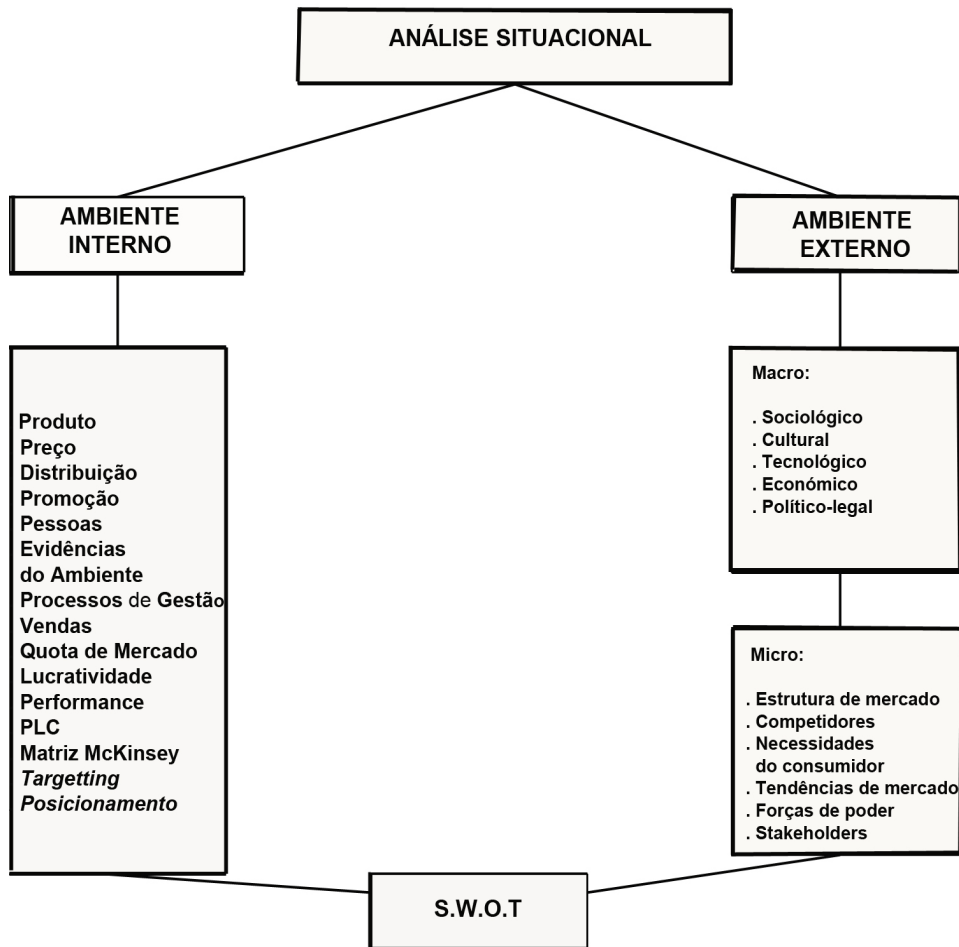 ANÁLISE SITUACIONAL
AMBIENTE
INTERNO
Produto
Preço
Distribuição
Promoção
Pessoas
Evidências
do Ambiente
Processos de Gestão
Vendas
Quota de Mercado
Lucratividade
Performance
PLC
Matriz McKinsey
Targetting
Posicionamento
AMBIENTE
EXTERNO
Macro:
. Sociológico
. Cultural
. Tecnológico
. Económico
. Político-legal
Micro:
. Estrutura de mercado
. Competidores
. Necessidades
do consumidor
. Tendências de mercado
. Forças de poder
. Stakeholders
S.W.O.T